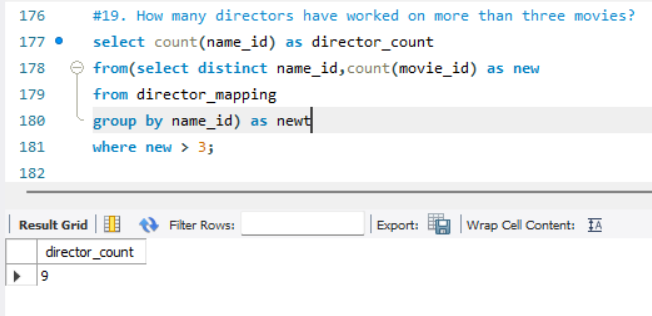 176 #19. How many directors have worked on more than three movies?
177 select count(name_id) as director_count
178 from(select distinct name_id,count(movie_id) as new
179 from director_mapping
180 group by name_id) as newt
181 where new > 3;
182
Result Grid Filter Rows: Export: Wrap Cell Content: IA
director_count
9